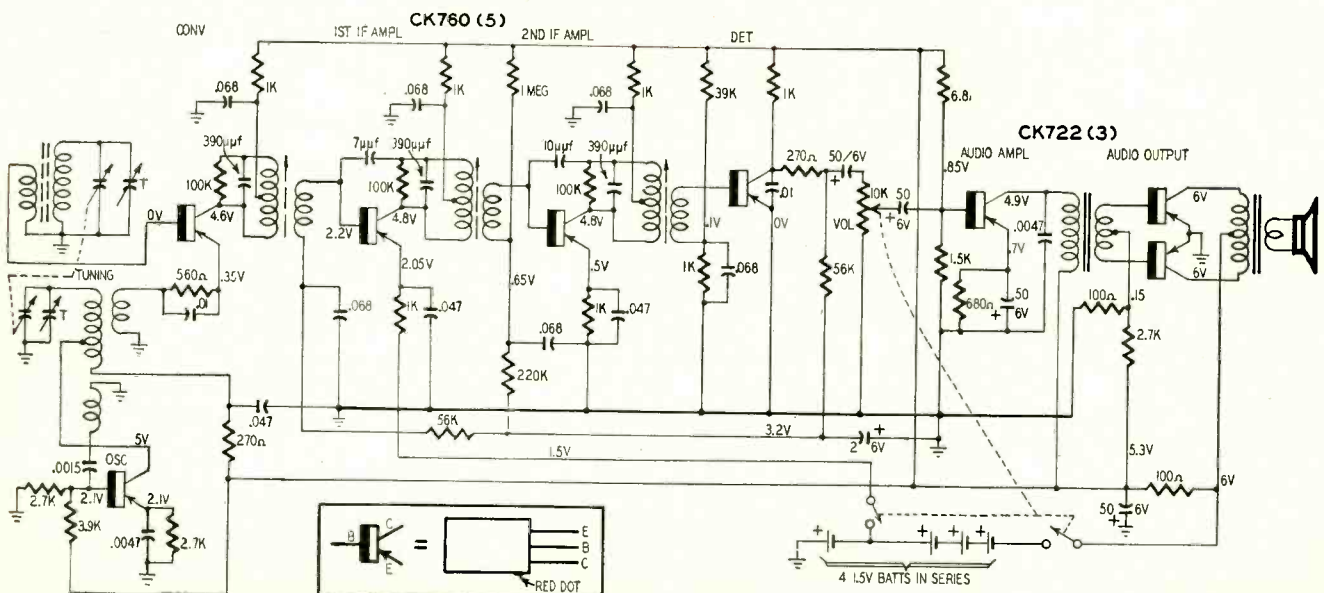 CK760 (5)
CONV
1ST IF AMPL
2ND IF AMPL
DET
1K
1K
1 MEG
1K
39K
1K
6.8
.068
.068
.068
CK722 (3)
AUDIO AMPL
AUDIO OUTPUT
390μμf
7μμf
390μμf
10μμf
390μμf
270Ω
50/6V
.85V
T
100K
100K
100K
.01
10K
50
6V
4.9V
6V
0V
4.6V
4.8V
4.8V
.1V
0V
VOL
.0047
2.2V
.7V
TUNING
560Ω
.35V
2.05V
.65V
.5V
1K
.068
56K
1.5K
6V
.01
T
.068
1K
.047
1K
.047
680Ω
50
6V
100Ω
.15
2.7K
.068
220K
.047
56K
3.2V
2
6V
5V
270Ω
1.5V
5.3V
OSC
.0015
100Ω
6V
2.7K
2.1V
2.1V
3.9K
50
6V
.0047
2.7K
B
C
E
=
E
B
C
RED DOT
4 1.5V BATTS IN SERIES